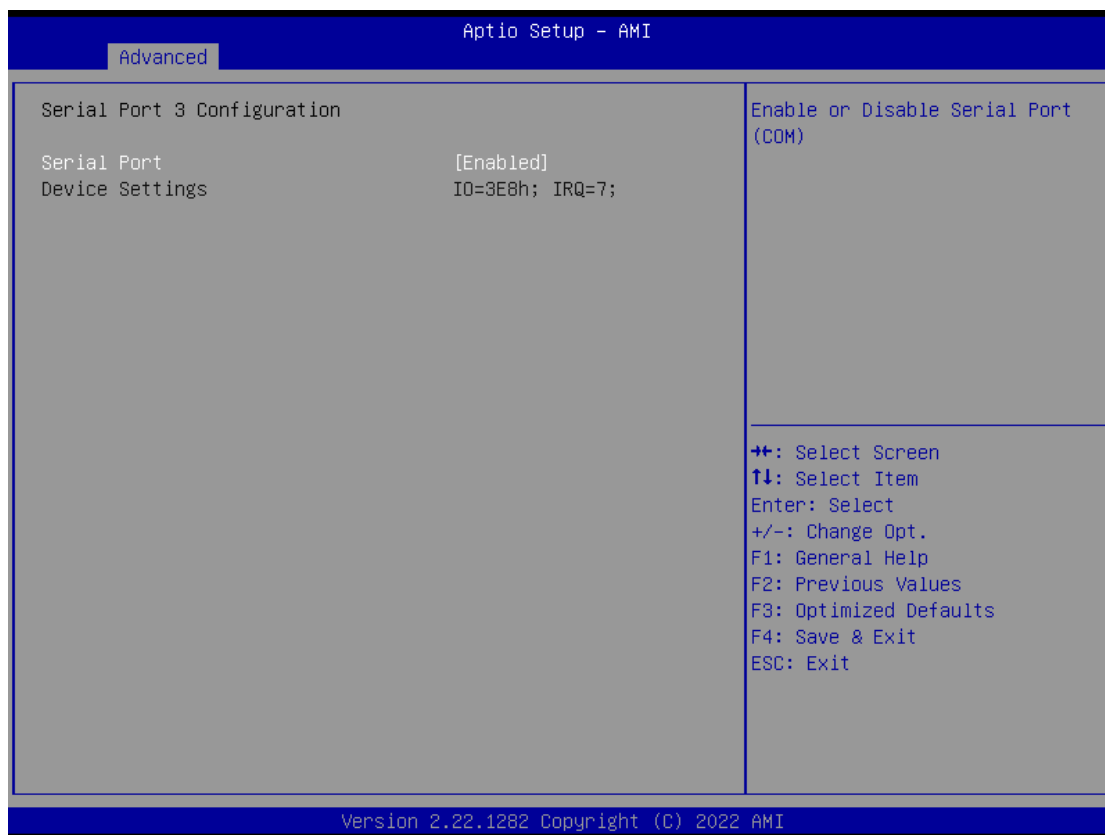 Aptio Setup – AMI
Advanced
Serial Port 3 Configuration
Serial Port [Enabled]
Device Settings IO=3E8h; IRQ=7;
Enable or Disable Serial Port
(COM)
→←: Select Screen
↑↓: Select Item
Enter: Select
+/-: Change Opt.
F1: General Help
F2: Previous Values
F3: Optimized Defaults
F4: Save & Exit
ESC: Exit
Version 2.22.1282 Copyright (C) 2022 AMI